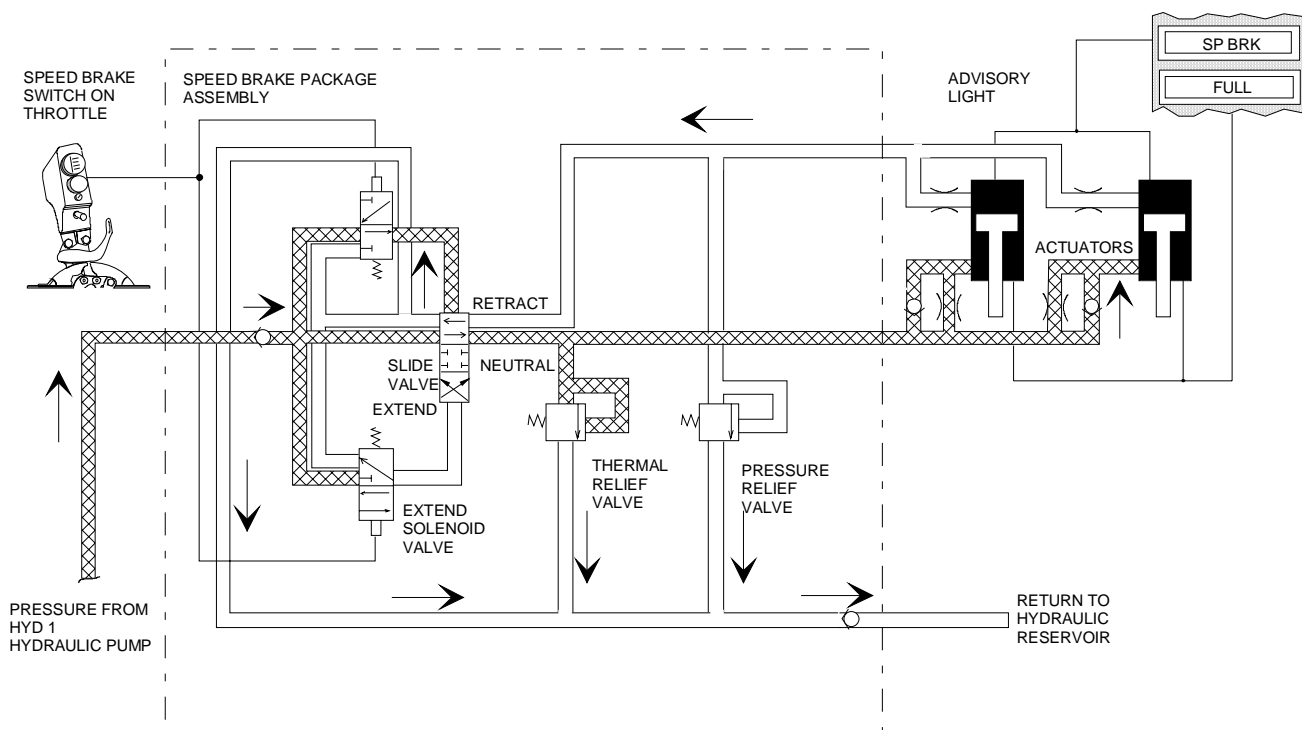 SP BRK
FULL
SPEED BRAKE
SWITCH ON
THROTTLE
SPEED BRAKE PACKAGE
ASSEMBLY
ADVISORY
LIGHT
ACTUATORS
RETRACT
SLIDE
VALVE
NEUTRAL
EXTEND
THERMAL
RELIEF
VALVE
PRESSURE
RELIEF
VALVE
EXTEND
SOLENOID
VALVE
PRESSURE FROM
HYD 1
HYDRAULIC PUMP
RETURN TO
HYDRAULIC
RESERVOIR